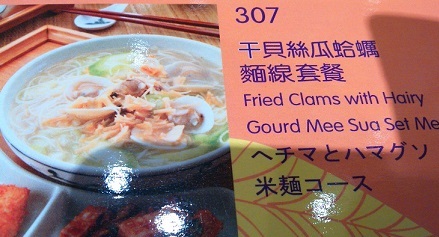 307
干貝絲瓜蛤蠣
麵線套餐
Fried Clams with Hairy
Gourd Mee Sua Set Me
ヘチマとハマグソ
米麺コース